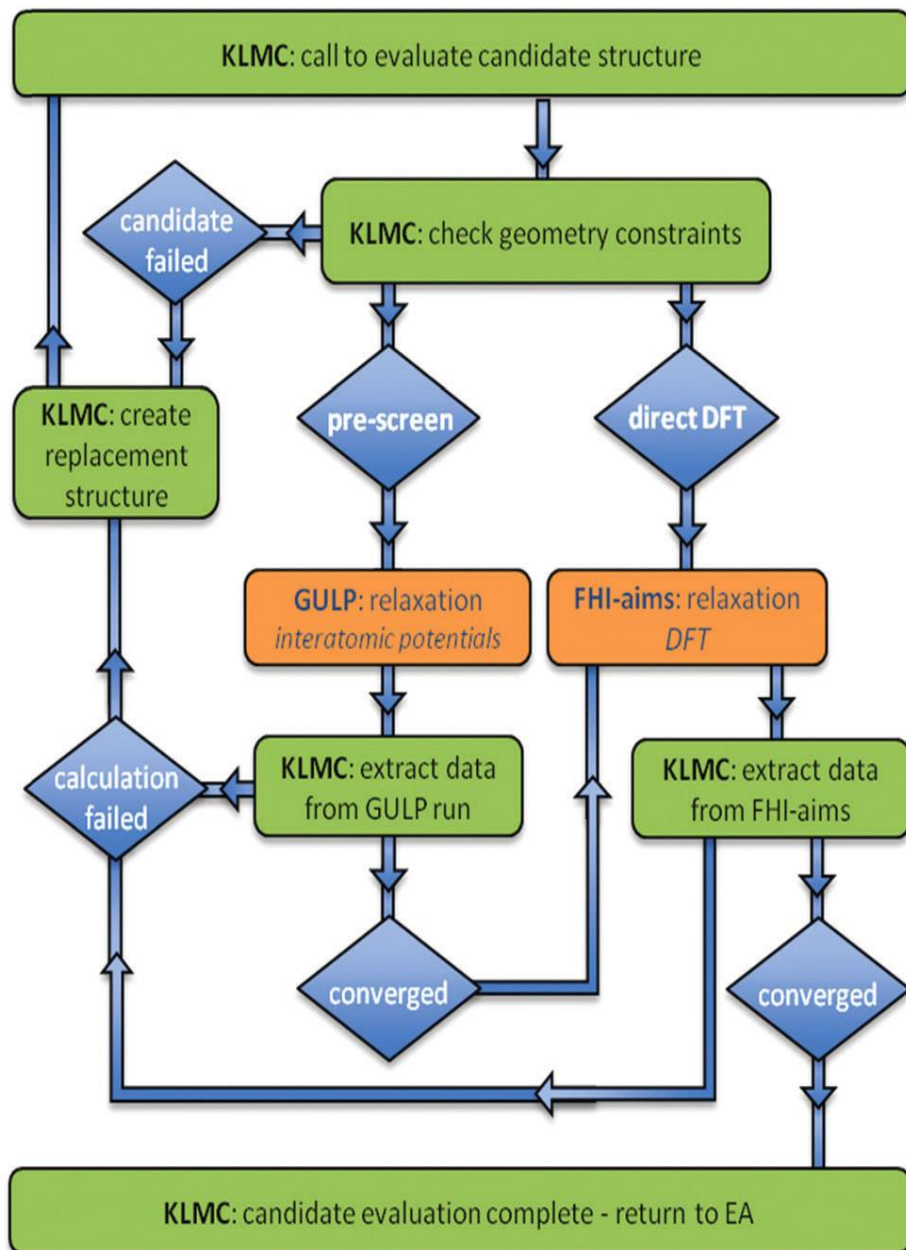 KLMC: call to evaluate candidate structure
candidate
failed
KLMC: check geometry constraints
KLMC: create
replacement
structure
pre-screen
direct DFT
GULP: relaxation
interatomic potentials
FHI-aims: relaxation
DFT
calculation
failed
KLMC: extract data
from GULP run
KLMC: extract data
from FHI-aims
converged
converged
KLMC: candidate evaluation complete - return to EA